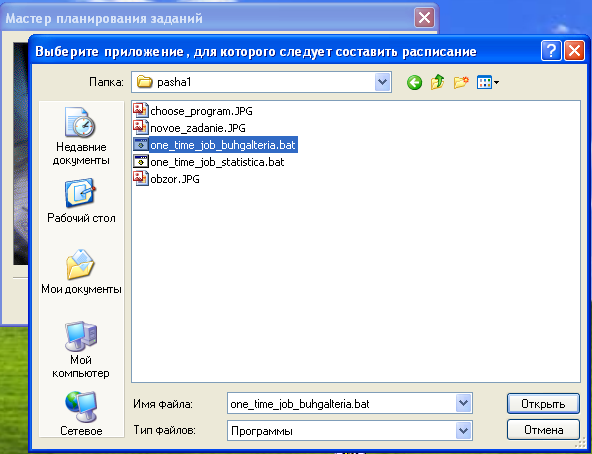 Мастер планирования заданий
Выберите приложение, для которого следует составить расписание
Папка:
pasha1
choose_program.JPG
novoe_zadanie.JPG
one_time_job_buhgalteria.bat
one_time_job_statistica.bat
obzor.JPG
Недавние
документы
Рабочий стол
Мои документы
Мой
компьютер
Сетевое
Имя файла:
one_time_job_buhgalteria.bat
Открыть
Тип файлов:
Программы
Отмена